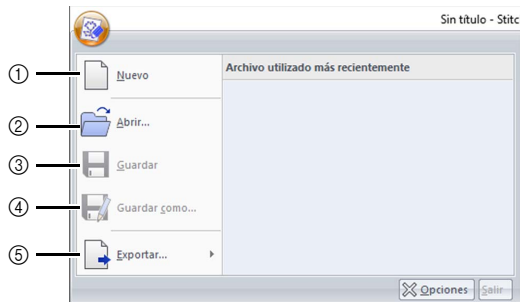 Sin título - Stitc
① Nuevo Archivo utilizado más recientemente
② Abrir...
③ Guardar
④ Guardar como...
⑤ Exportar...
Opciones Salir